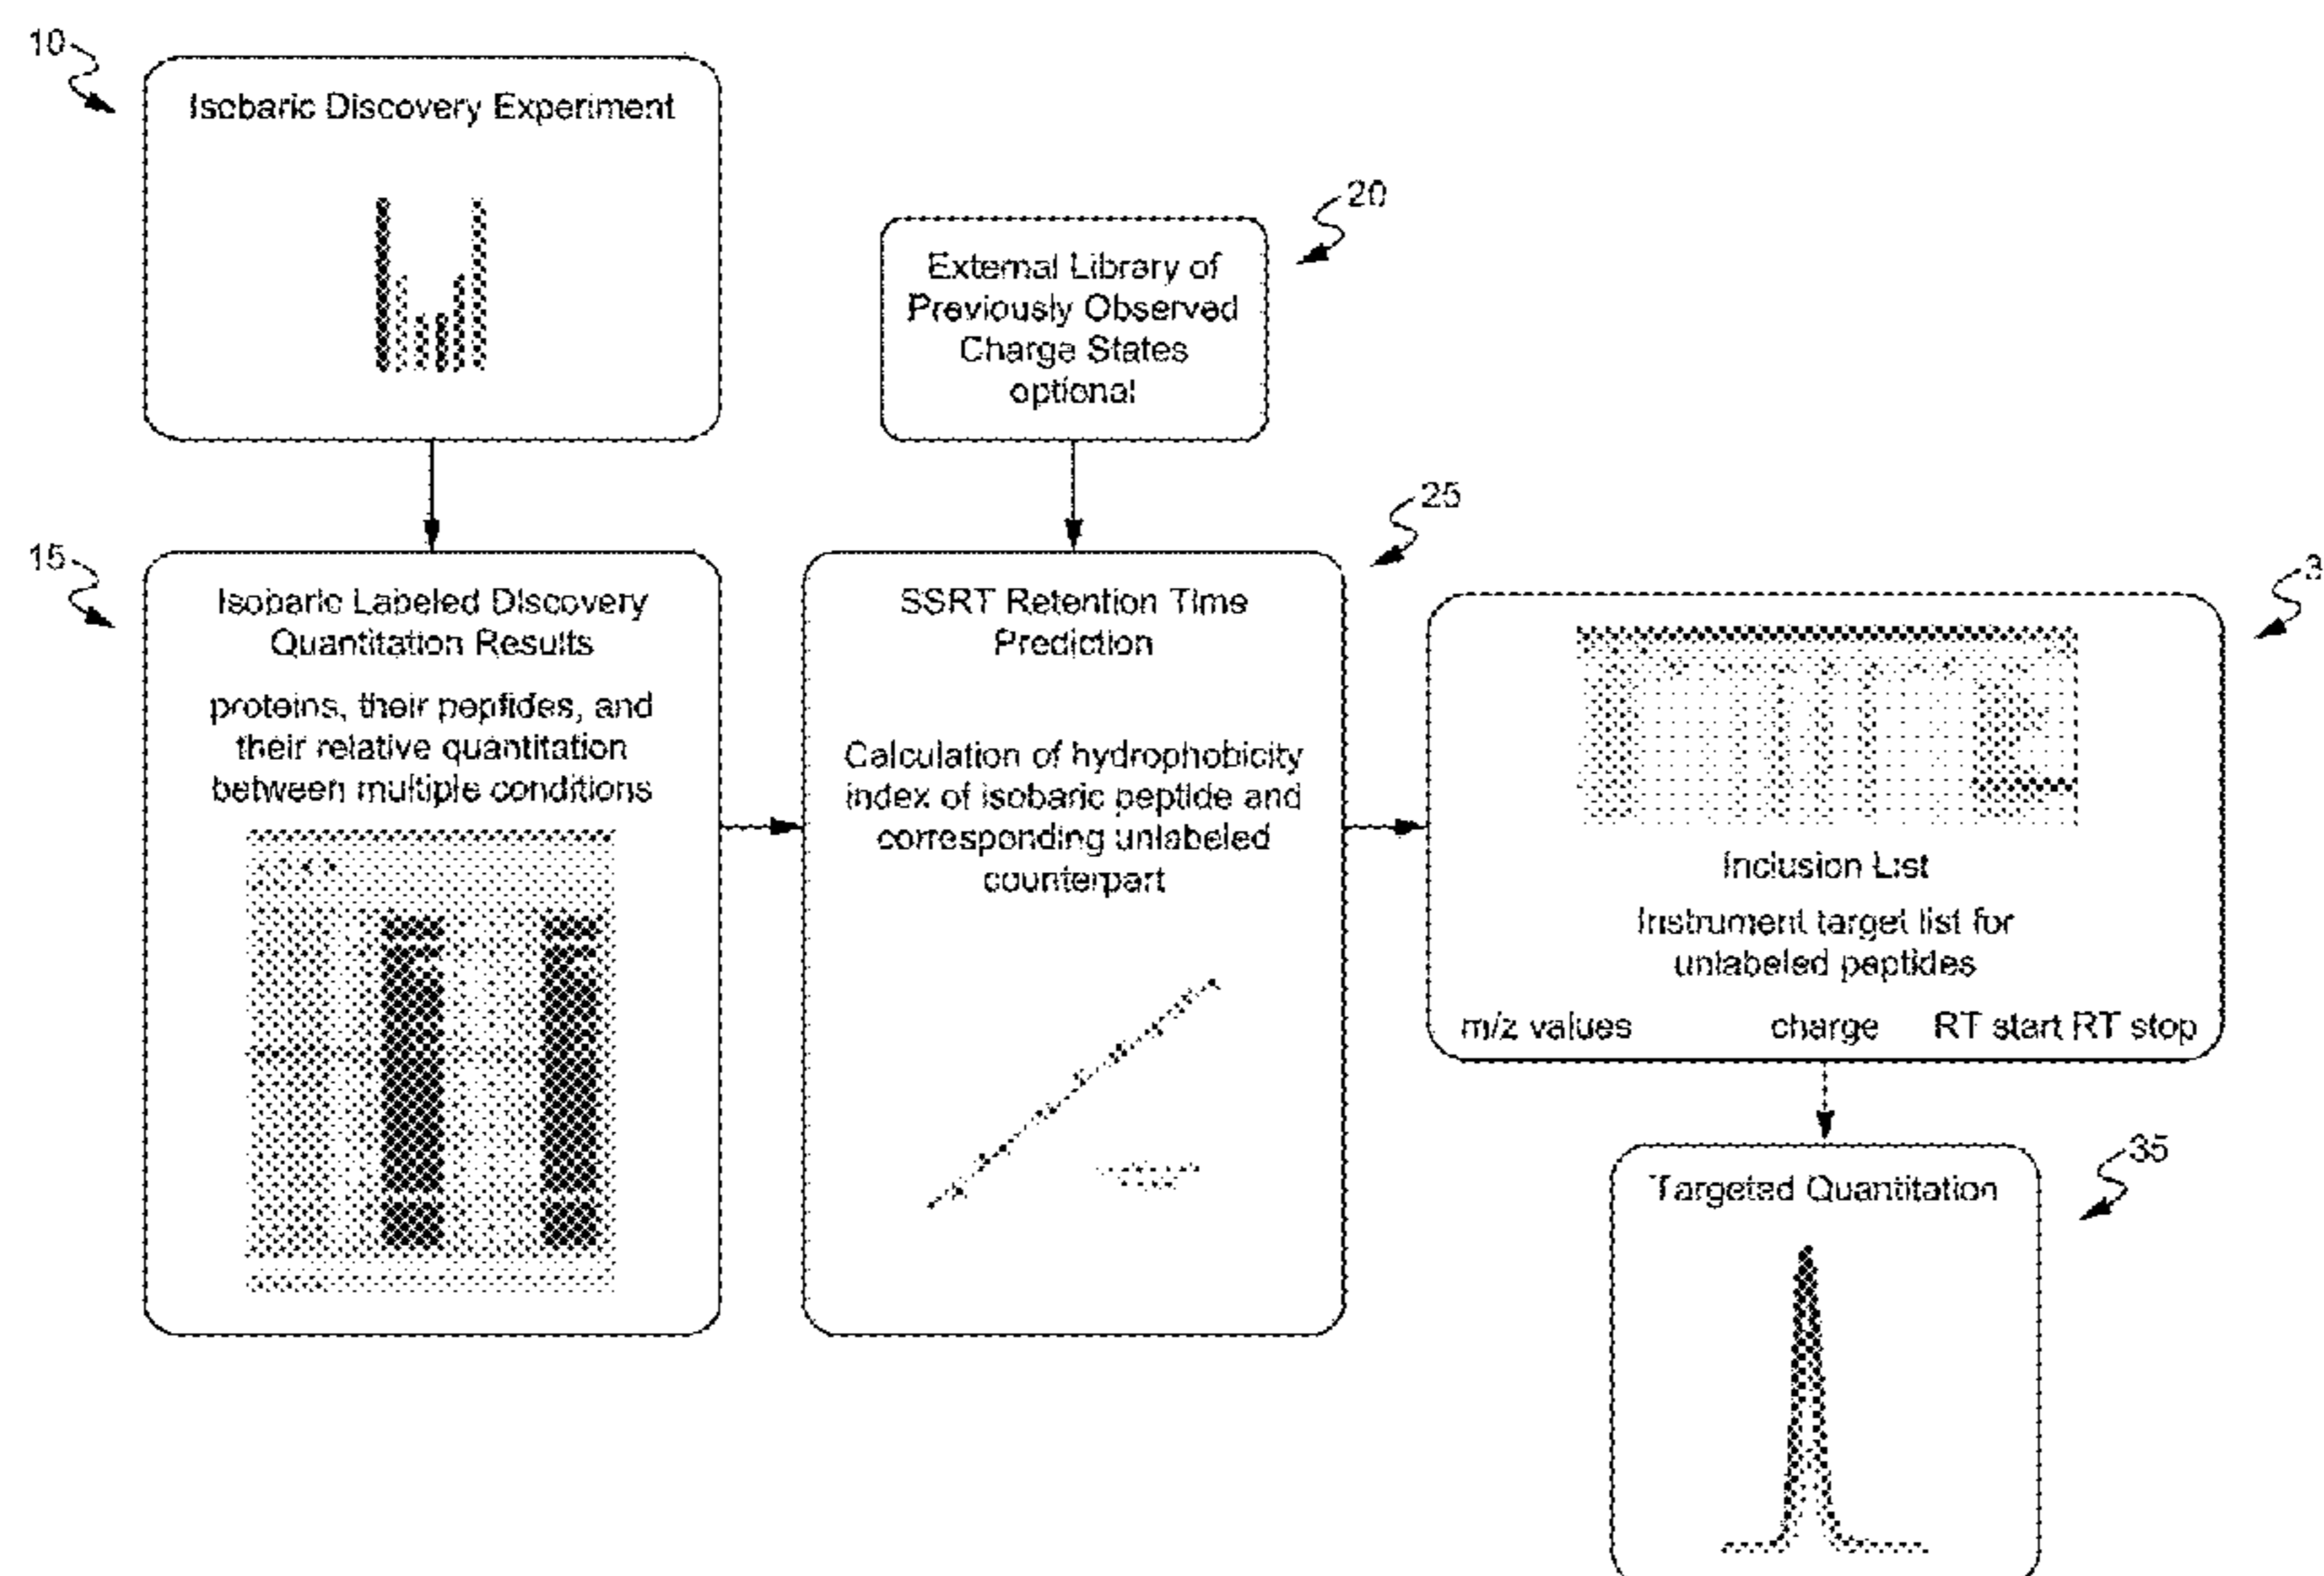 10
Isobaric Discovery Experiment
20
External Library of
Previously Observed
Charge States
optional
15
Isobaric Labeled Discovery
Quantitation Results
proteins, their peptides, and
their relative quantitation
between multiple conditions
25
SSRT Retention Time
Prediction
Calculation of hydrophobicity
index of isobaric peptide and
corresponding unlabeled
counterpart
3
Inclusion List
Instrument target list for
unlabeled peptides
m/z values charge RT start RT stop
35
Targeted Quantitation